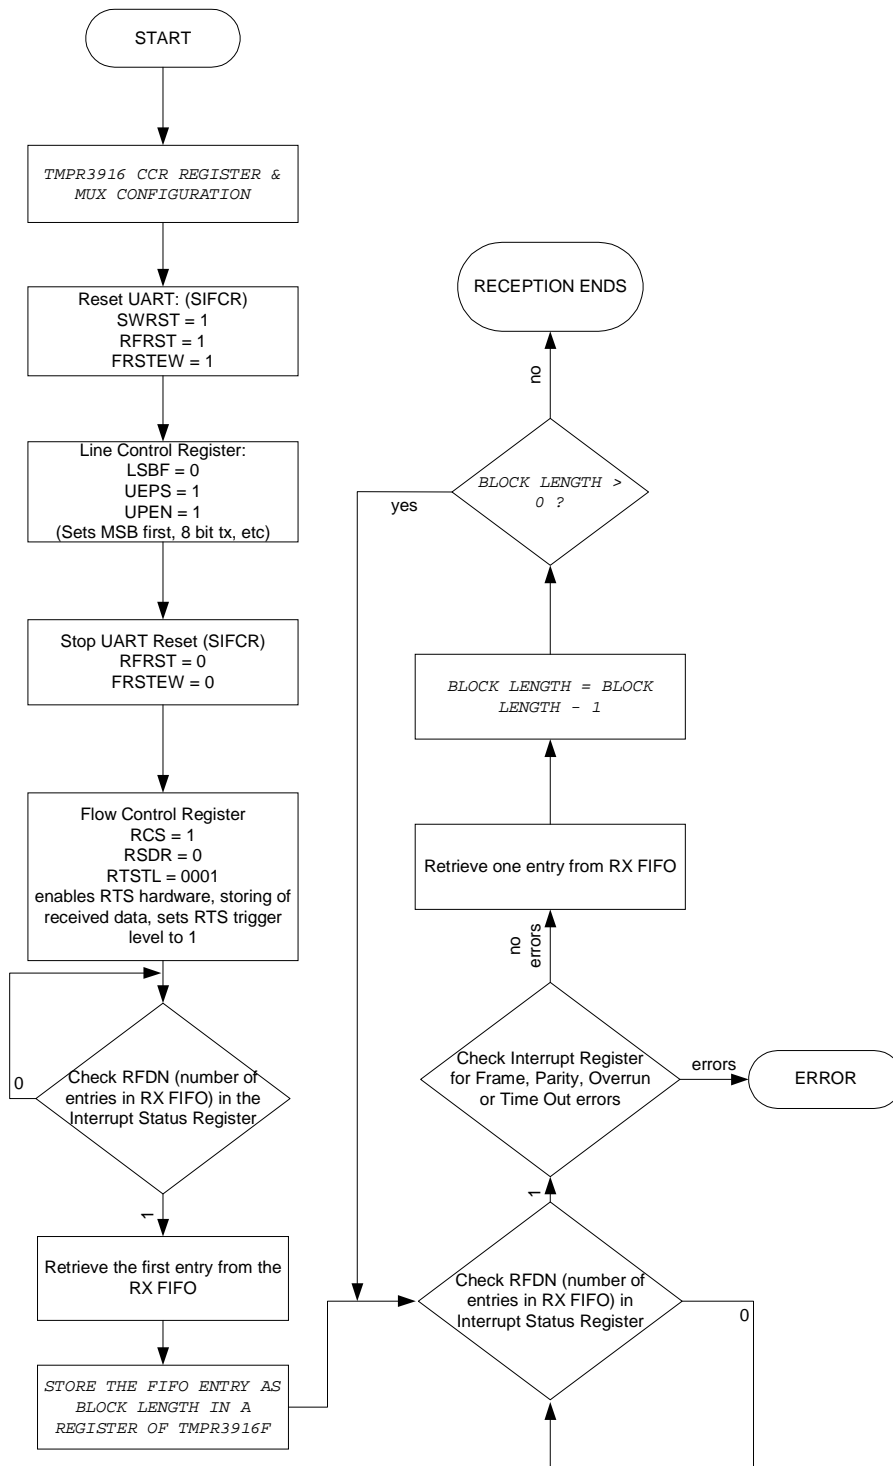 START
TMPR3916 CCR REGISTER &
MUX CONFIGURATION
Reset UART: (SIFCR)
SWRST = 1
RFRST = 1
FRSTEW = 1
Line Control Register:
LSBF = 0
UEPS = 1
UPEN = 1
(Sets MSB first, 8 bit tx, etc)
Stop UART Reset (SIFCR)
RFRST = 0
FRSTEW = 0
Flow Control Register
RCS = 1
RSDR = 0
RTSTL = 0001
enables RTS hardware, storing of
received data, sets RTS trigger
level to 1
0
Check RFDN (number of
entries in RX FIFO) in the
Interrupt Status Register
1
Retrieve the first entry from the
RX FIFO
STORE THE FIFO ENTRY AS
BLOCK LENGTH IN A
REGISTER OF TMPR3916F
RECEPTION ENDS
no
BLOCK LENGTH >
0 ?
yes
BLOCK LENGTH = BLOCK
LENGTH - 1
Retrieve one entry from RX FIFO
no
errors
Check Interrupt Register
for Frame, Parity, Overrun
or Time Out errors
errors
ERROR
1
Check RFDN (number of
entries in RX FIFO) in
Interrupt Status Register
0